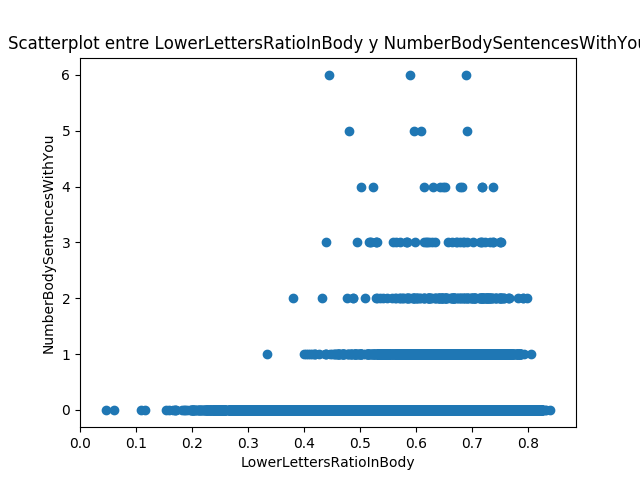 Scatterplot entre LowerLettersRatioInBody y NumberBodySentencesWithYou
6
5
4
3
2
1
0
NumberBodySentencesWithYou
0.0 0.1 0.2 0.3 0.4 0.5 0.6 0.7 0.8
LowerLettersRatioInBody